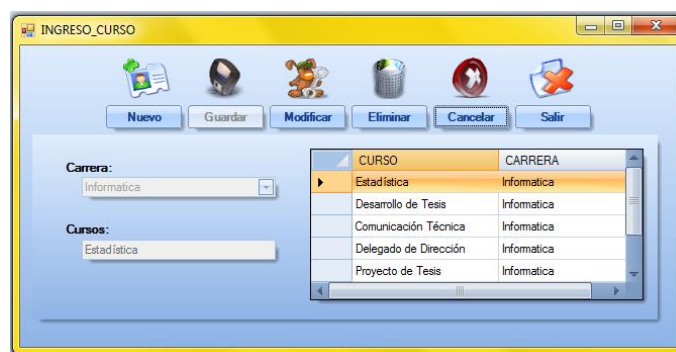 INGRESO_CURSO
Nuevo Guardar Modificar Eliminar Cancelar Salir
Carrera:
Informatica
Cursos:
Estadística
CURSO CARRERA
Estadística Informatica
Desarrollo de Tesis Informatica
Comunicación Técnica Informatica
Delegado de Dirección Informatica
Proyecto de Tesis Informatica